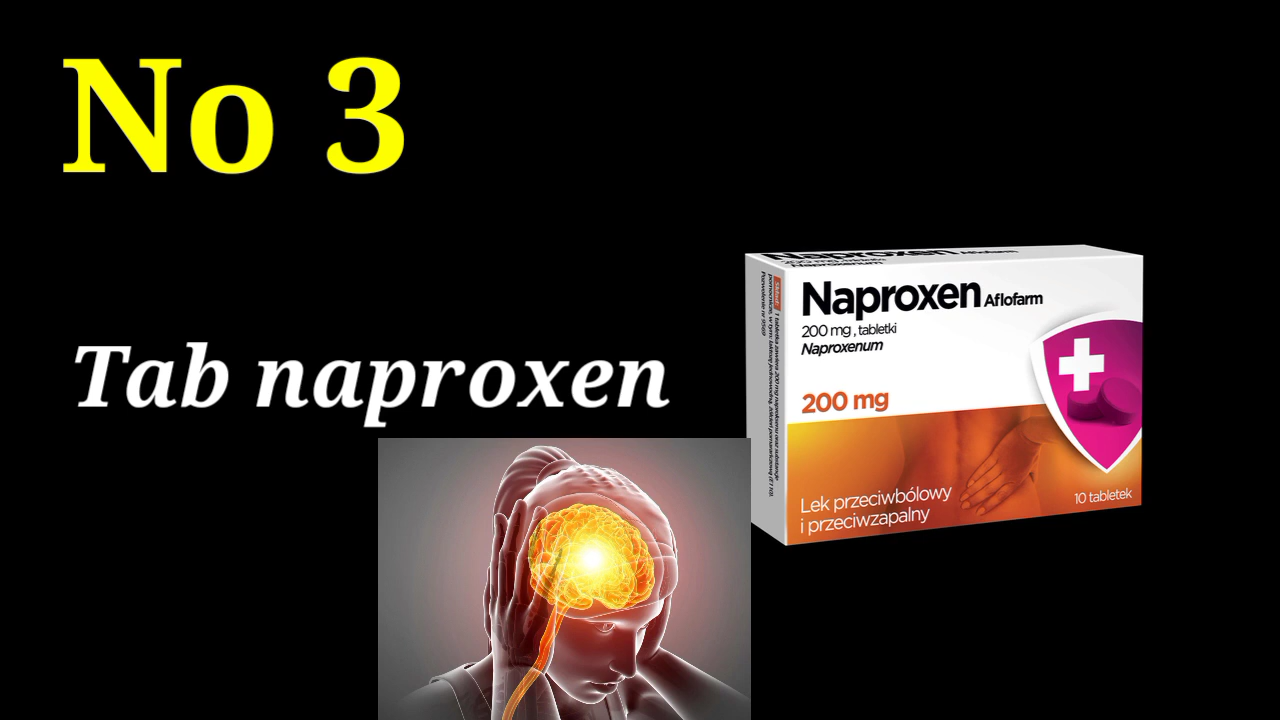 No 3
Tab naproxen
Naproxen Aflofarm
200 mg, tabletki
Naproxenum
200 mg
Lek przeciwbólowy
i przeciwzapalny
10 tabletek